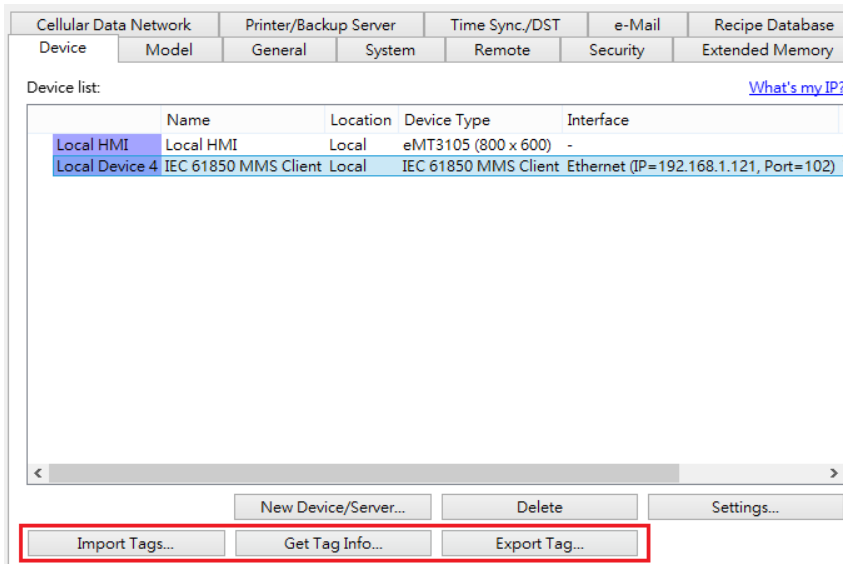 Cellular Data Network Printer/Backup Server Time Sync./DST e-Mail Recipe Database
Device Model General System Remote Security Extended Memory
Device list: What's my IP?
Name Location Device Type Interface
Local HMI Local HMI Local eMT3105 (800 x 600) -
Local Device 4 IEC 61850 MMS Client Local IEC 61850 MMS Client Ethernet (IP=192.168.1.121, Port=102)
New Device/Server... Delete Settings...
Import Tags... Get Tag Info... Export Tag...